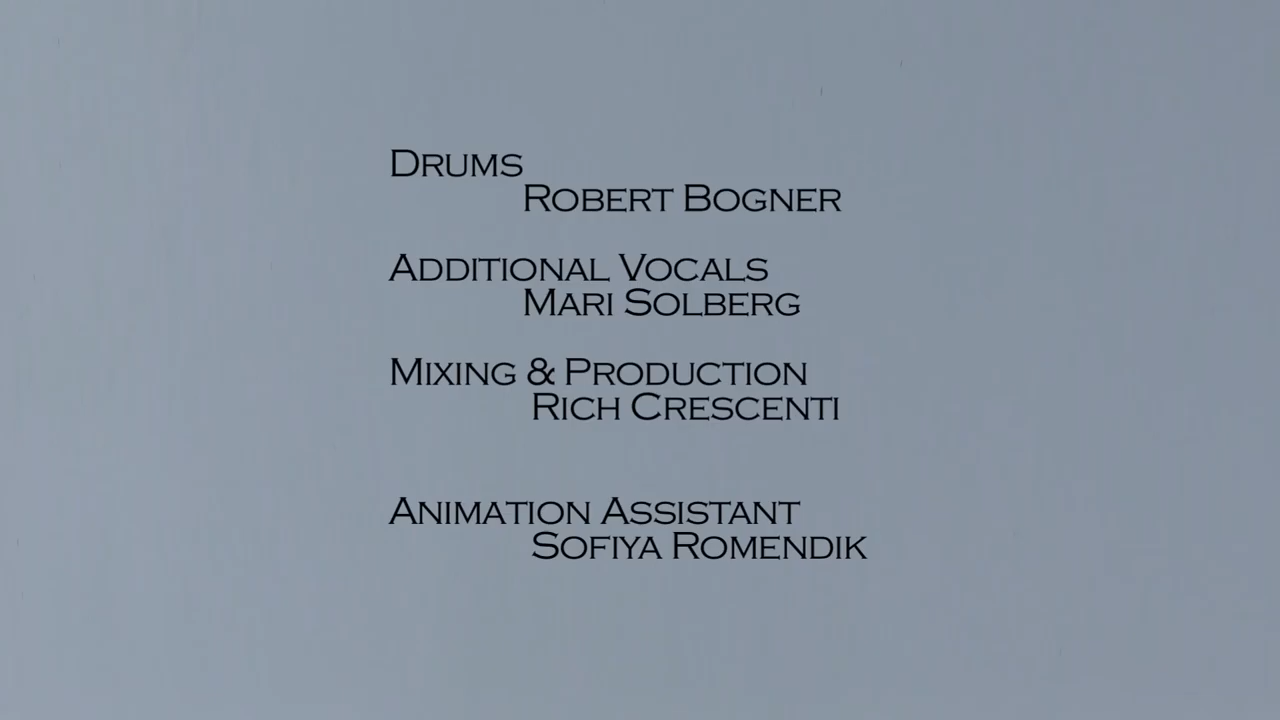 Drums
Robert Bogner
Additional Vocals
Mari Solberg
Mixing & Production
Rich Crescenti
Animation Assistant
Sofiya Romendik